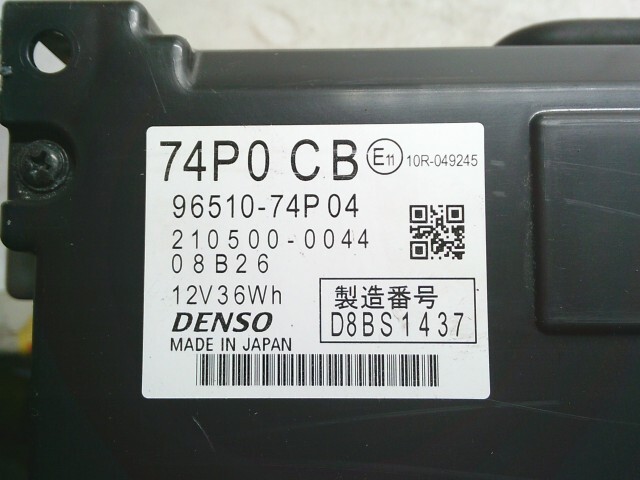 74P0 CB E11 10R-049245
96510-74P04
210500-0044
08B26
12V36Wh
製造番号
DENSO
D8BS1437
MADE IN JAPAN